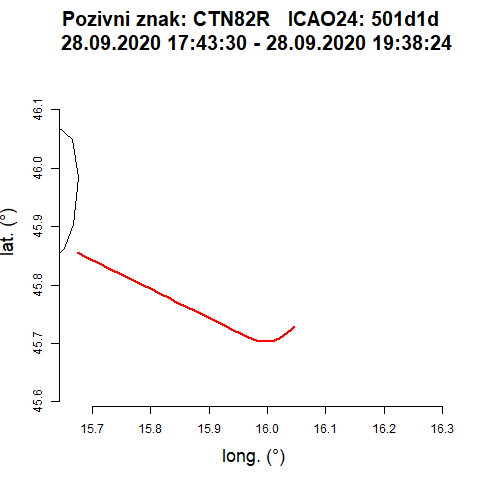 Pozivni znak: CTN82R   ICAO24: 501d1d
28.09.2020 17:43:30 - 28.09.2020 19:38:24
lat. (°)
46.1
46.0
45.9
45.8
45.7
45.6
15.7 15.8 15.9 16.0 16.1 16.2 16.3
long. (°)